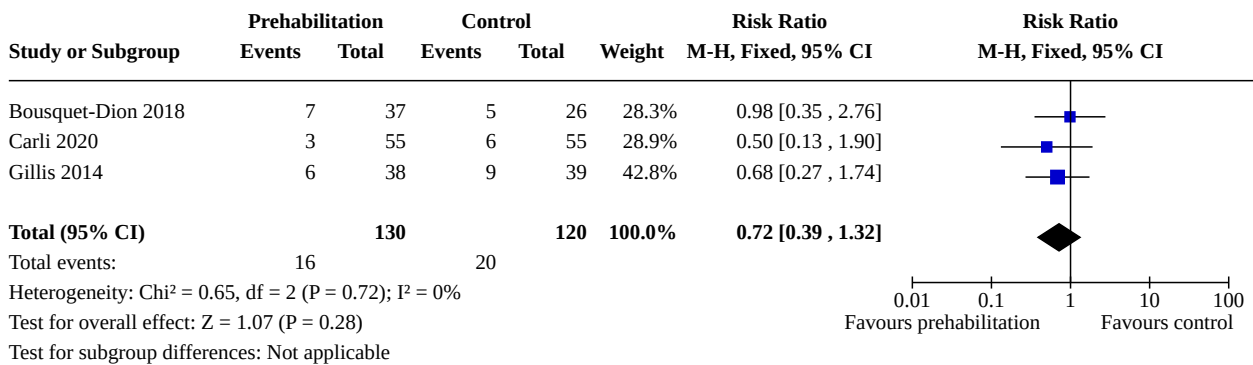 Prehabilitation Control Risk Ratio Risk Ratio
Study or Subgroup Events Total Events Total Weight M-H, Fixed, 95% CI M-H, Fixed, 95% CI
Bousquet-Dion 2018 7 37 5 26 28.3% 0.98 [0.35 , 2.76]
Carli 2020 3 55 6 55 28.9% 0.50 [0.13 , 1.90]
Gillis 2014 6 38 9 39 42.8% 0.68 [0.27 , 1.74]
Total (95% CI) 130 120 100.0% 0.72 [0.39 , 1.32]
Total events: 16 20
Heterogeneity: Chi² = 0.65, df = 2 (P = 0.72); I² = 0%
0.01 0.1 1 10 100
Test for overall effect: Z = 1.07 (P = 0.28) Favours prehabilitation Favours control
Test for subgroup differences: Not applicable